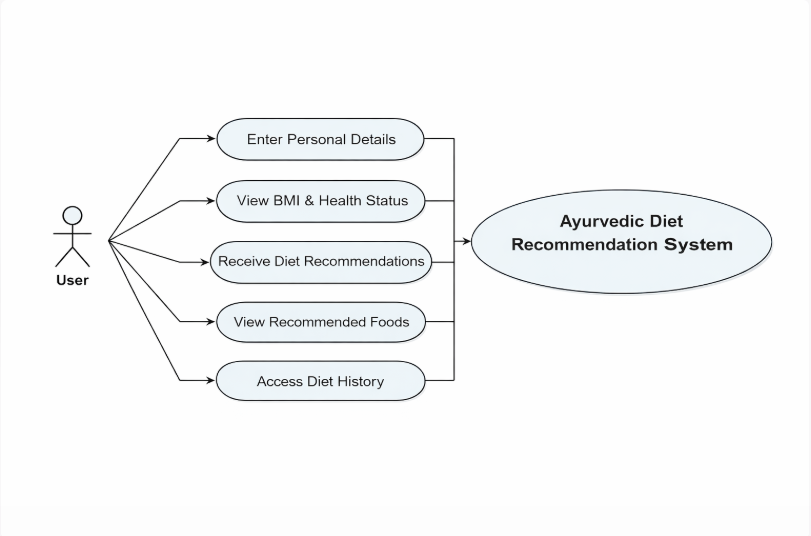 Enter Personal Details
View BMI & Health Status
Receive Diet Recommendations
View Recommended Foods
Access Diet History
User
Ayurvedic Diet
Recommendation System